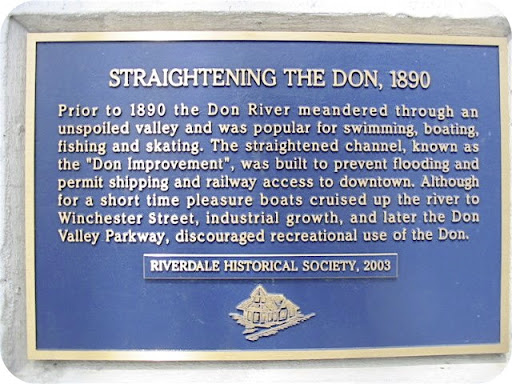 STRAIGHTENING THE DON, 1890
Prior to 1890 the Don River meandered through an
unspoiled valley and was popular for swimming, boating,
fishing and skating. The straightened channel, known as
the "Don Improvement", was built to prevent flooding and
permit shipping and railway access to downtown. Although
for a short time pleasure boats cruised up the river to
Winchester Street, industrial growth, and later the Don
Valley Parkway, discouraged recreational use of the Don.
RIVERDALE HISTORICAL SOCIETY, 2003